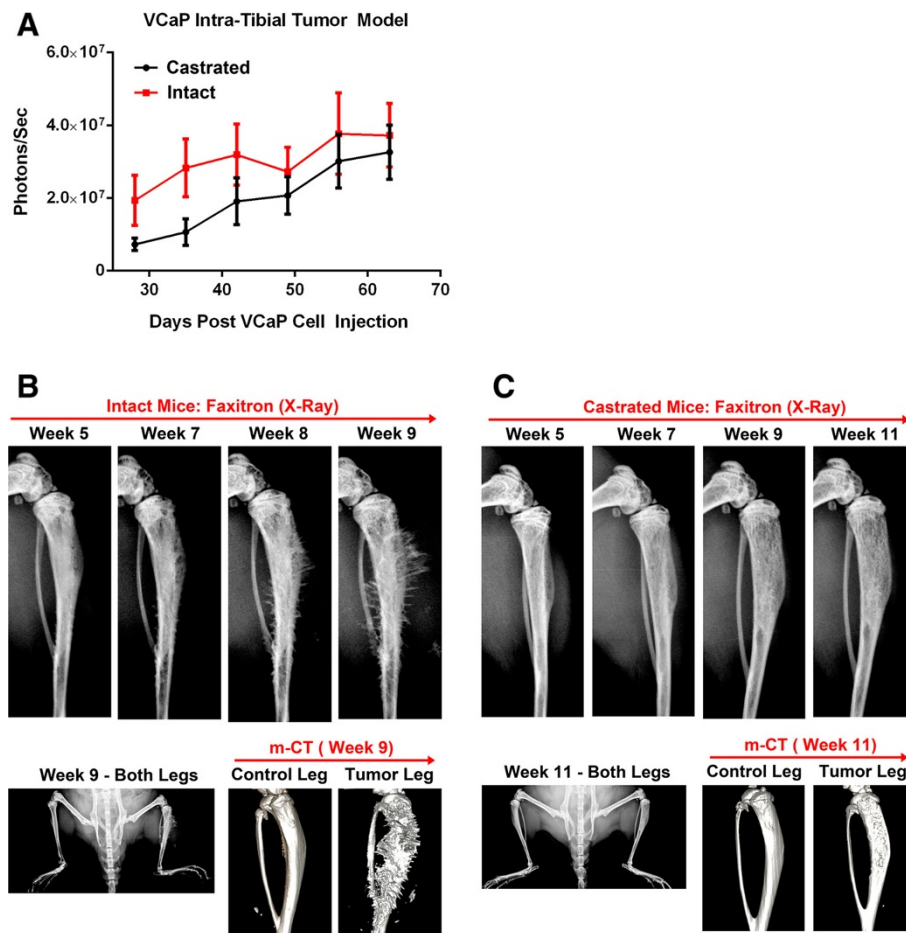 A
VCaP Intra-Tibial Tumor Model
6.0×10⁷
4.0×10⁷
2.0×10⁷
0
Photons/Sec
Castrated
Intact
30 40 50 60 70
Days Post VCaP Cell Injection
B
Intact Mice: Faxitron (X-Ray)
Week 5 Week 7 Week 8 Week 9
m-CT ( Week 9)
Week 9 - Both Legs Control Leg Tumor Leg
C
Castrated Mice: Faxitron (X-Ray)
Week 5 Week 7 Week 9 Week 11
m-CT ( Week 11)
Week 11 - Both Legs Control Leg Tumor Leg